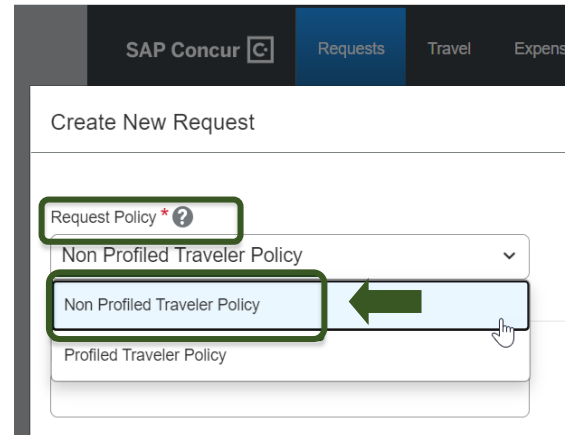 SAP Concur C Requests Travel Expens
Create New Request
Request Policy * ?
Non Profiled Traveler Policy
Non Profiled Traveler Policy
Profiled Traveler Policy